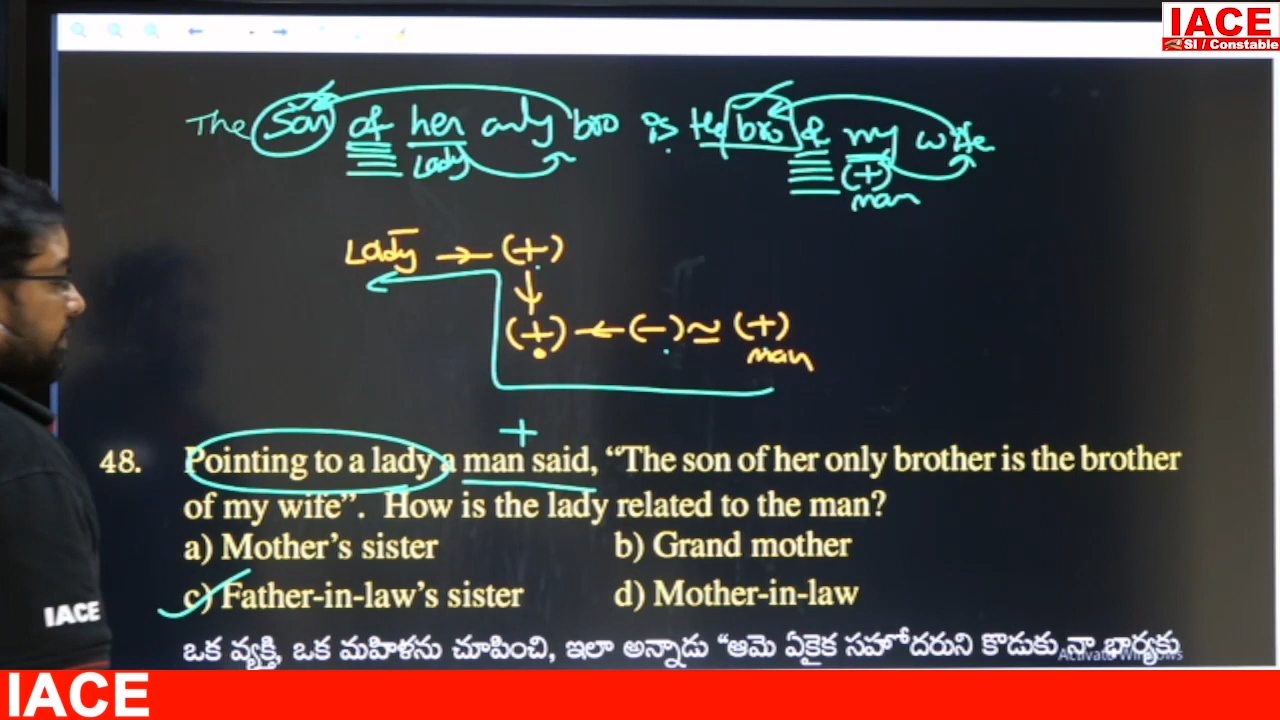 IACE
SI / Constable
The son of her only bro is the bro of my wife
Lady
(+)
man
Lady → (+)
↓
(+) ← (-) ≃ (+)
man
+
48. Pointing to a lady a man said, “The son of her only brother is the brother
of my wife”. How is the lady related to the man?
a) Mother’s sister b) Grand mother
c) Father-in-law’s sister d) Mother-in-law
ఒక వ్యక్తి, ఒక మహిళను చూపించి, ఇలా అన్నాడు “ఆమె ఏకైక సహోదరుని కొడుకు నా భార్యకు
Activate Windows
IACE
IACE